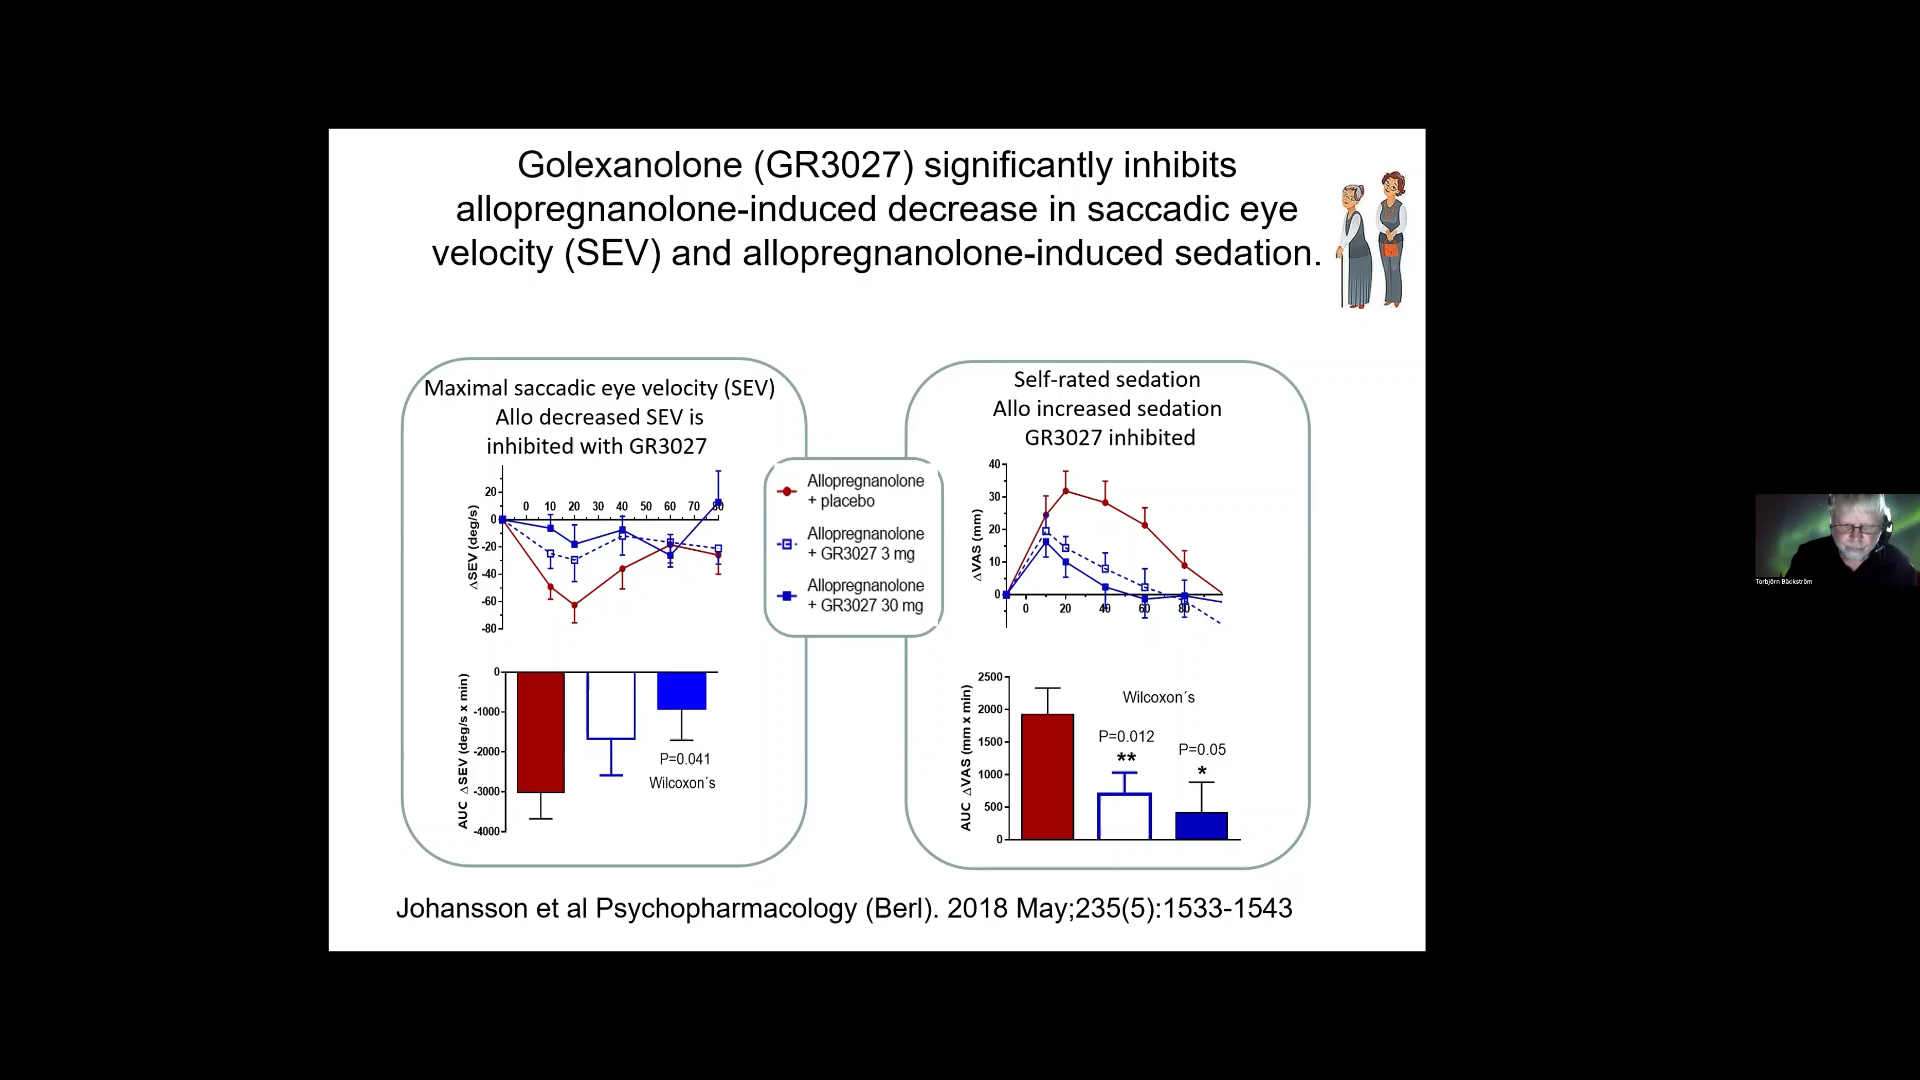 Golexanolone (GR3027) significantly inhibits
allopregnanolone-induced decrease in saccadic eye
velocity (SEV) and allopregnanolone-induced sedation.
Maximal saccadic eye velocity (SEV)
Allo decreased SEV is
inhibited with GR3027
ΔSEV (deg/s)
20
0
-20
-40
-60
-80
0 10 20 30 40 50 60 70 80
AUC ΔSEV (deg/s x min)
0
-1000
-2000
-3000
-4000
P=0.041
Wilcoxon´s
Allopregnanolone
+ placebo
Allopregnanolone
+ GR3027 3 mg
Allopregnanolone
+ GR3027 30 mg
Self-rated sedation
Allo increased sedation
GR3027 inhibited
ΔVAS (mm)
40
30
20
10
0
0 20 40 60 80
AUC ΔVAS (mm x min)
2500
2000
1500
1000
500
0
Wilcoxon´s
P=0.012
**
P=0.05
*
Johansson et al Psychopharmacology (Berl). 2018 May;235(5):1533-1543
Torbjörn Bäckström